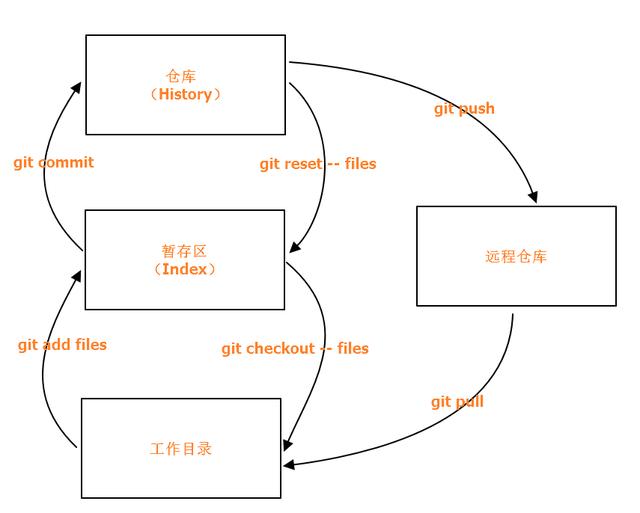 仓库
（History）
git push
git commit
git reset -- files
暂存区
（Index）
远程仓库
git add files
git checkout -- files
git pull
工作目录